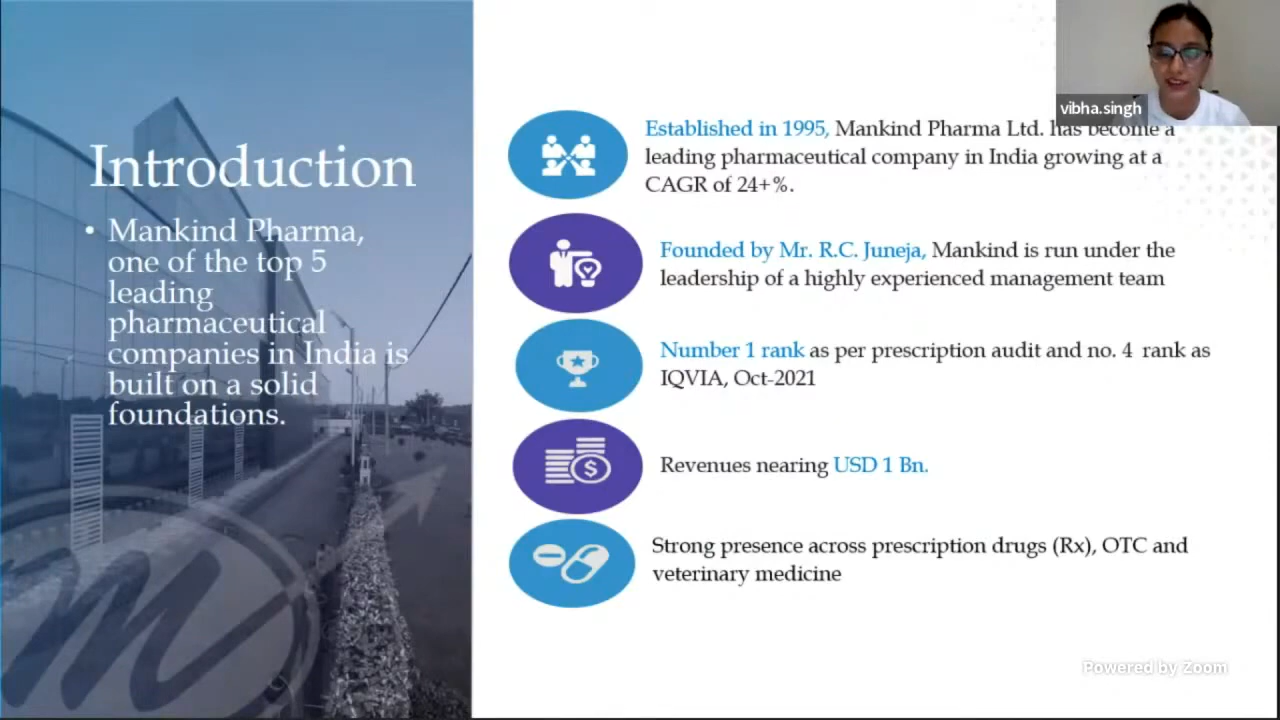 Introduction
• Mankind Pharma,
one of the top 5
leading
pharmaceutical
companies in India is
built on a solid
foundations.
vibha.singh
Established in 1995, Mankind Pharma Ltd. has become a
leading pharmaceutical company in India growing at a
CAGR of 24+%.
Founded by Mr. R.C. Juneja, Mankind is run under the
leadership of a highly experienced management team
Number 1 rank as per prescription audit and no. 4 rank as
IQVIA, Oct-2021
Revenues nearing USD 1 Bn.
Strong presence across prescription drugs (Rx), OTC and
veterinary medicine
Powered by Zoom